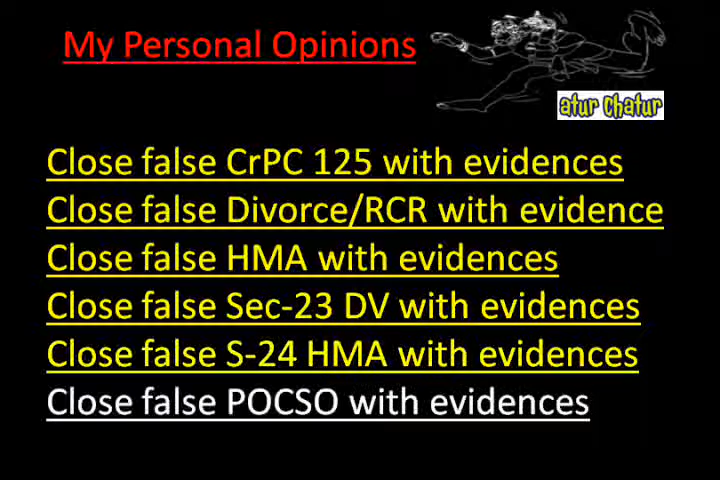 My Personal Opinions
atur Chatur
Close false CrPC 125 with evidences
Close false Divorce/RCR with evidence
Close false HMA with evidences
Close false Sec-23 DV with evidences
Close false S-24 HMA with evidences
Close false POCSO with evidences